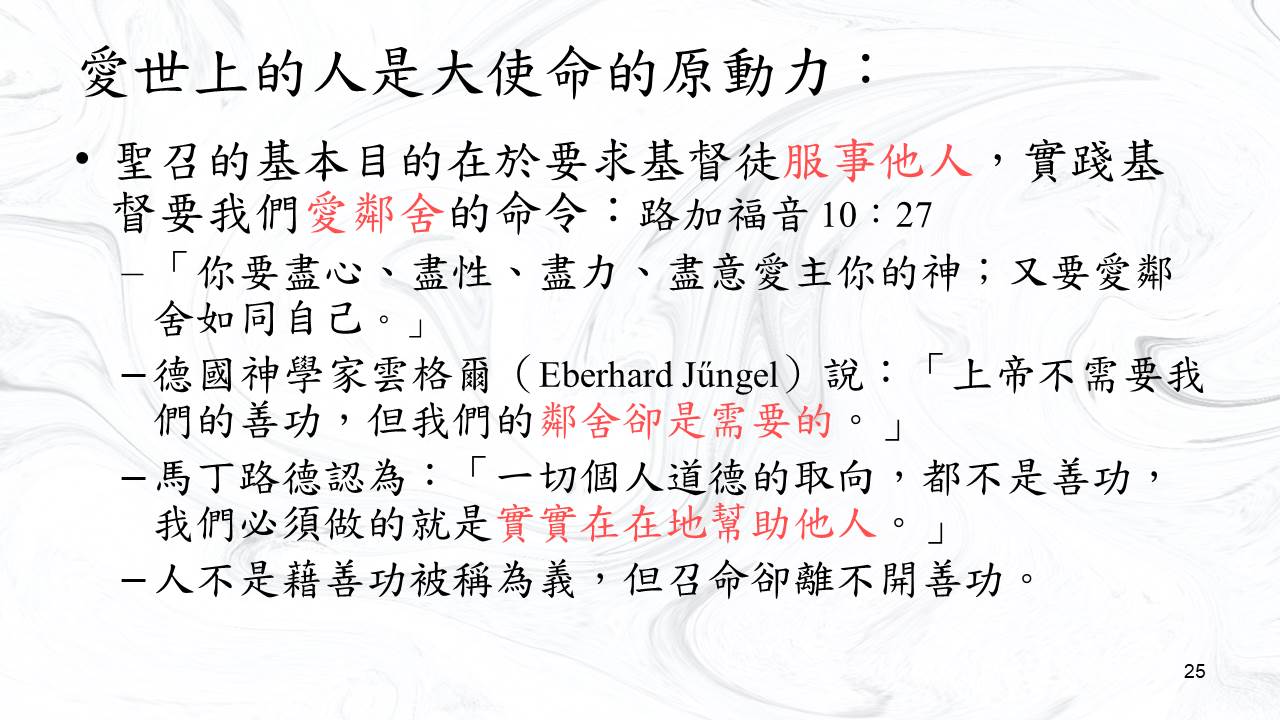 愛世上的人是大使命的原動力：
• 聖召的基本目的在於要求基督徒服事他人，實踐基
督要我們愛鄰舍的命令：路加福音 10：27
–「你要盡心、盡性、盡力、盡意愛主你的神；又要愛鄰
舍如同自己。」
–德國神學家雲格爾（Eberhard Jűngel）說：「上帝不需要我
們的善功，但我們的鄰舍卻是需要的。」
–馬丁路德認為：「一切個人道德的取向，都不是善功，
我們必須做的就是實實在在地幫助他人。」
–人不是藉善功被稱為義，但召命卻離不開善功。
25